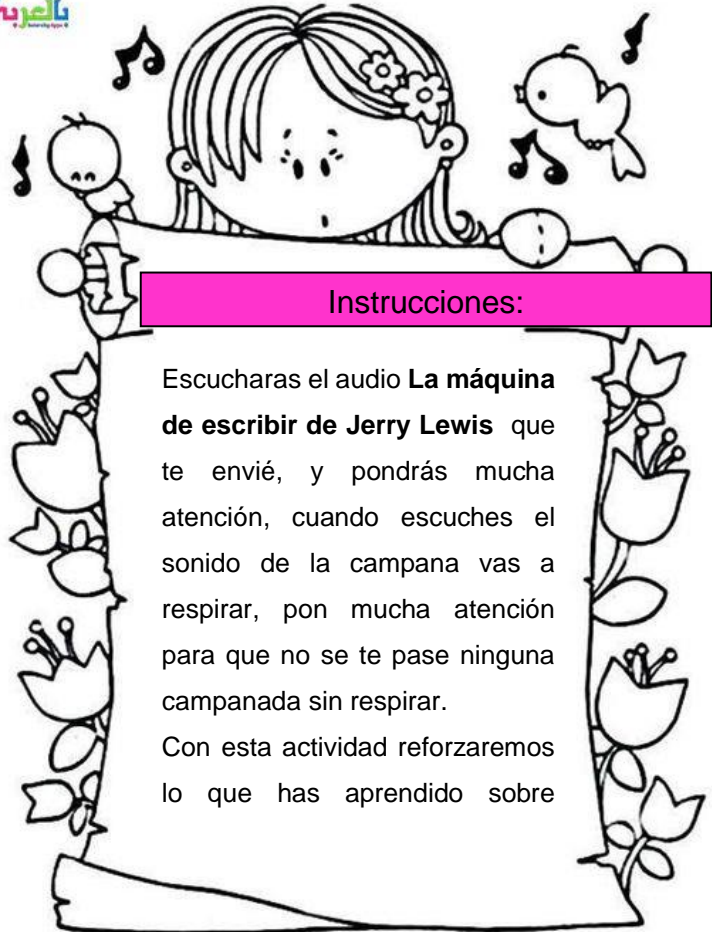 بالعربي
Instrucciones:
Escucharas el audio La máquina
de escribir de Jerry Lewis que
te envié, y pondrás mucha
atención, cuando escuches el
sonido de la campana vas a
respirar, pon mucha atención
para que no se te pase ninguna
campanada sin respirar.
Con esta actividad reforzaremos
lo que has aprendido sobre